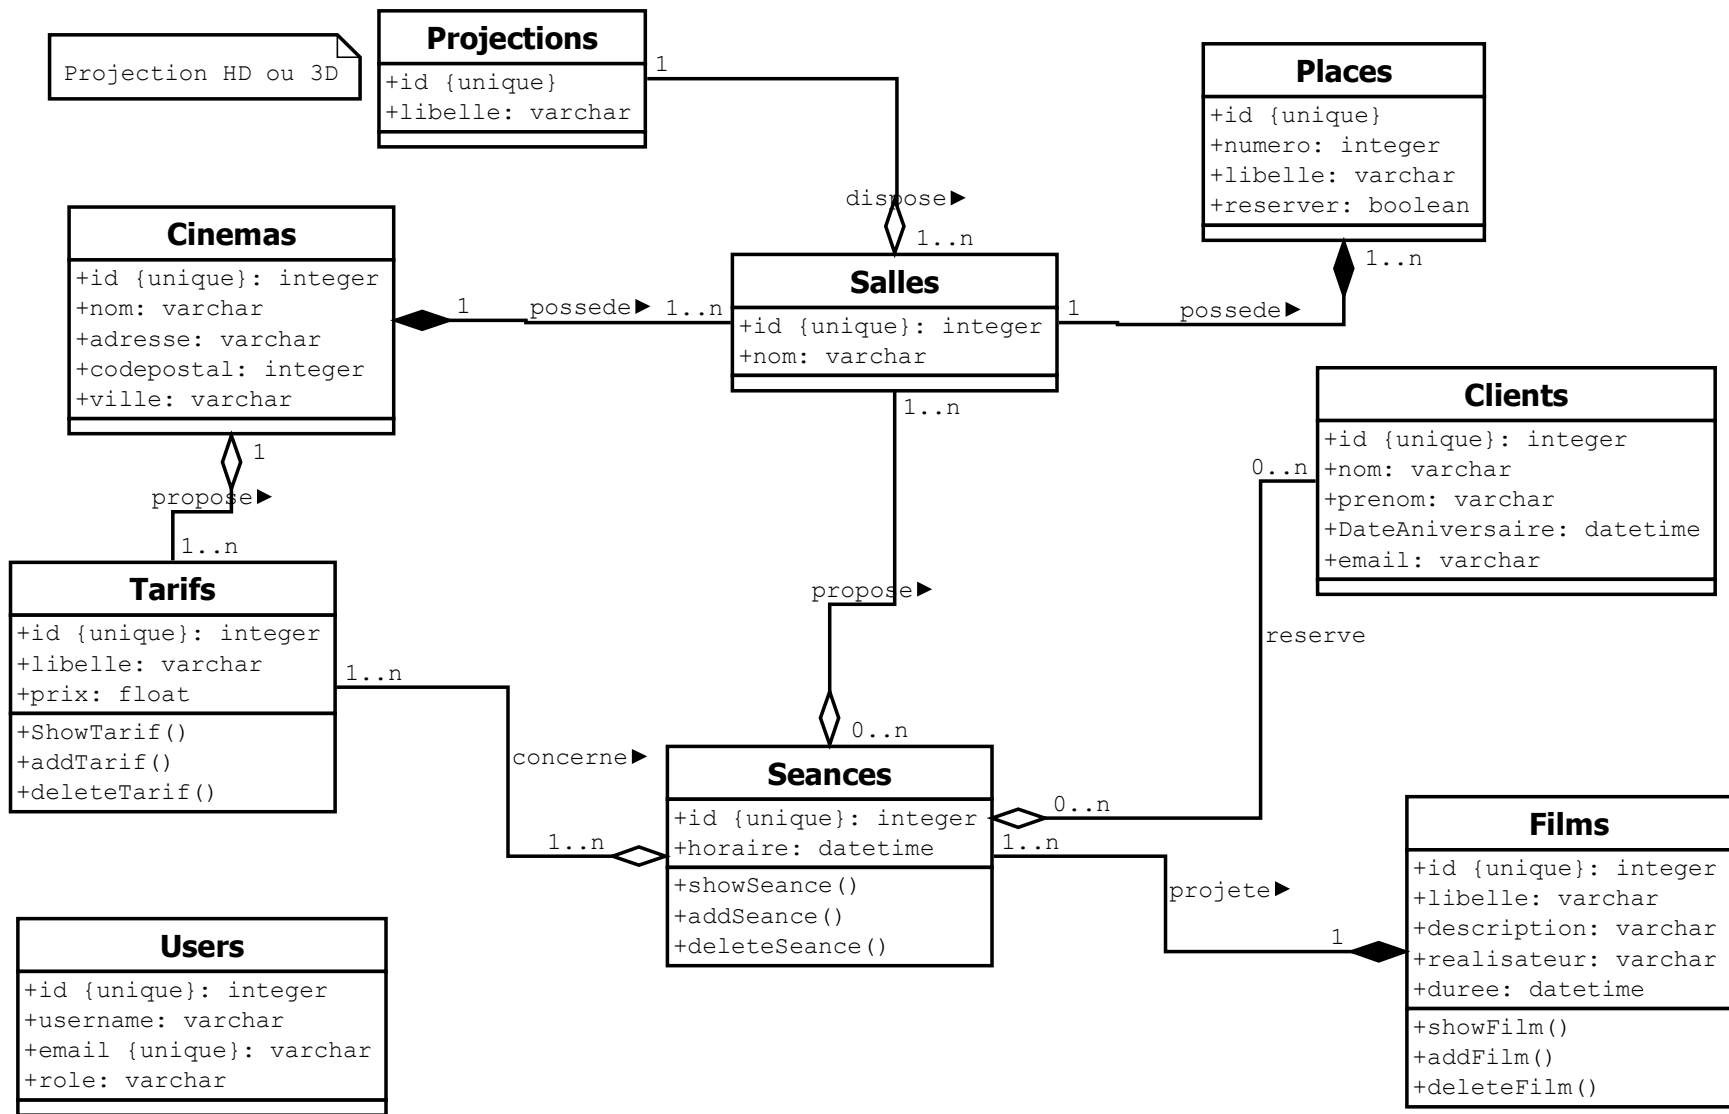 Projection HD ou 3D
Projections
+id {unique}
+libelle: varchar
1
dispose►
1..n
Places
+id {unique}
+numero: integer
+libelle: varchar
+reserver: boolean
1..n
Cinemas
+id {unique}: integer
+nom: varchar
+adresse: varchar
+codepostal: integer
+ville: varchar
1
possede►
1..n
Salles
+id {unique}: integer
+nom: varchar
1
possede►
1..n
Clients
+id {unique}: integer
+nom: varchar
+prenom: varchar
+DateAniversaire: datetime
+email: varchar
0..n
reserve
0..n
1
propose►
1..n
Tarifs
+id {unique}: integer
+libelle: varchar
+prix: float
+ShowTarif()
+addTarif()
+deleteTarif()
1..n
concerne►
1..n
propose►
0..n
Seances
+id {unique}: integer
+horaire: datetime
+showSeance()
+addSeance()
+deleteSeance()
1..n
projete►
1
Films
+id {unique}: integer
+libelle: varchar
+description: varchar
+realisateur: varchar
+duree: datetime
+showFilm()
+addFilm()
+deleteFilm()
Users
+id {unique}: integer
+username: varchar
+email {unique}: varchar
+role: varchar